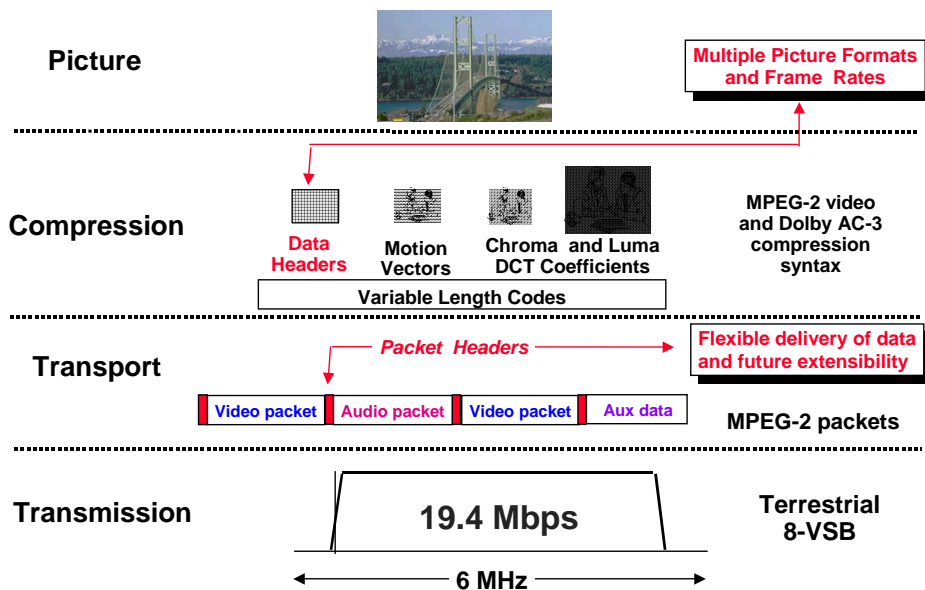 Picture
Multiple Picture Formats
and Frame Rates
Compression
Data
Headers
Motion
Vectors
Chroma and Luma
DCT Coefficients
MPEG-2 video
and Dolby AC-3
compression
syntax
Variable Length Codes
Transport
Packet Headers
Flexible delivery of data
and future extensibility
Video packet
Audio packet
Video packet
Aux data
MPEG-2 packets
Transmission
19.4 Mbps
Terrestrial
8-VSB
6 MHz